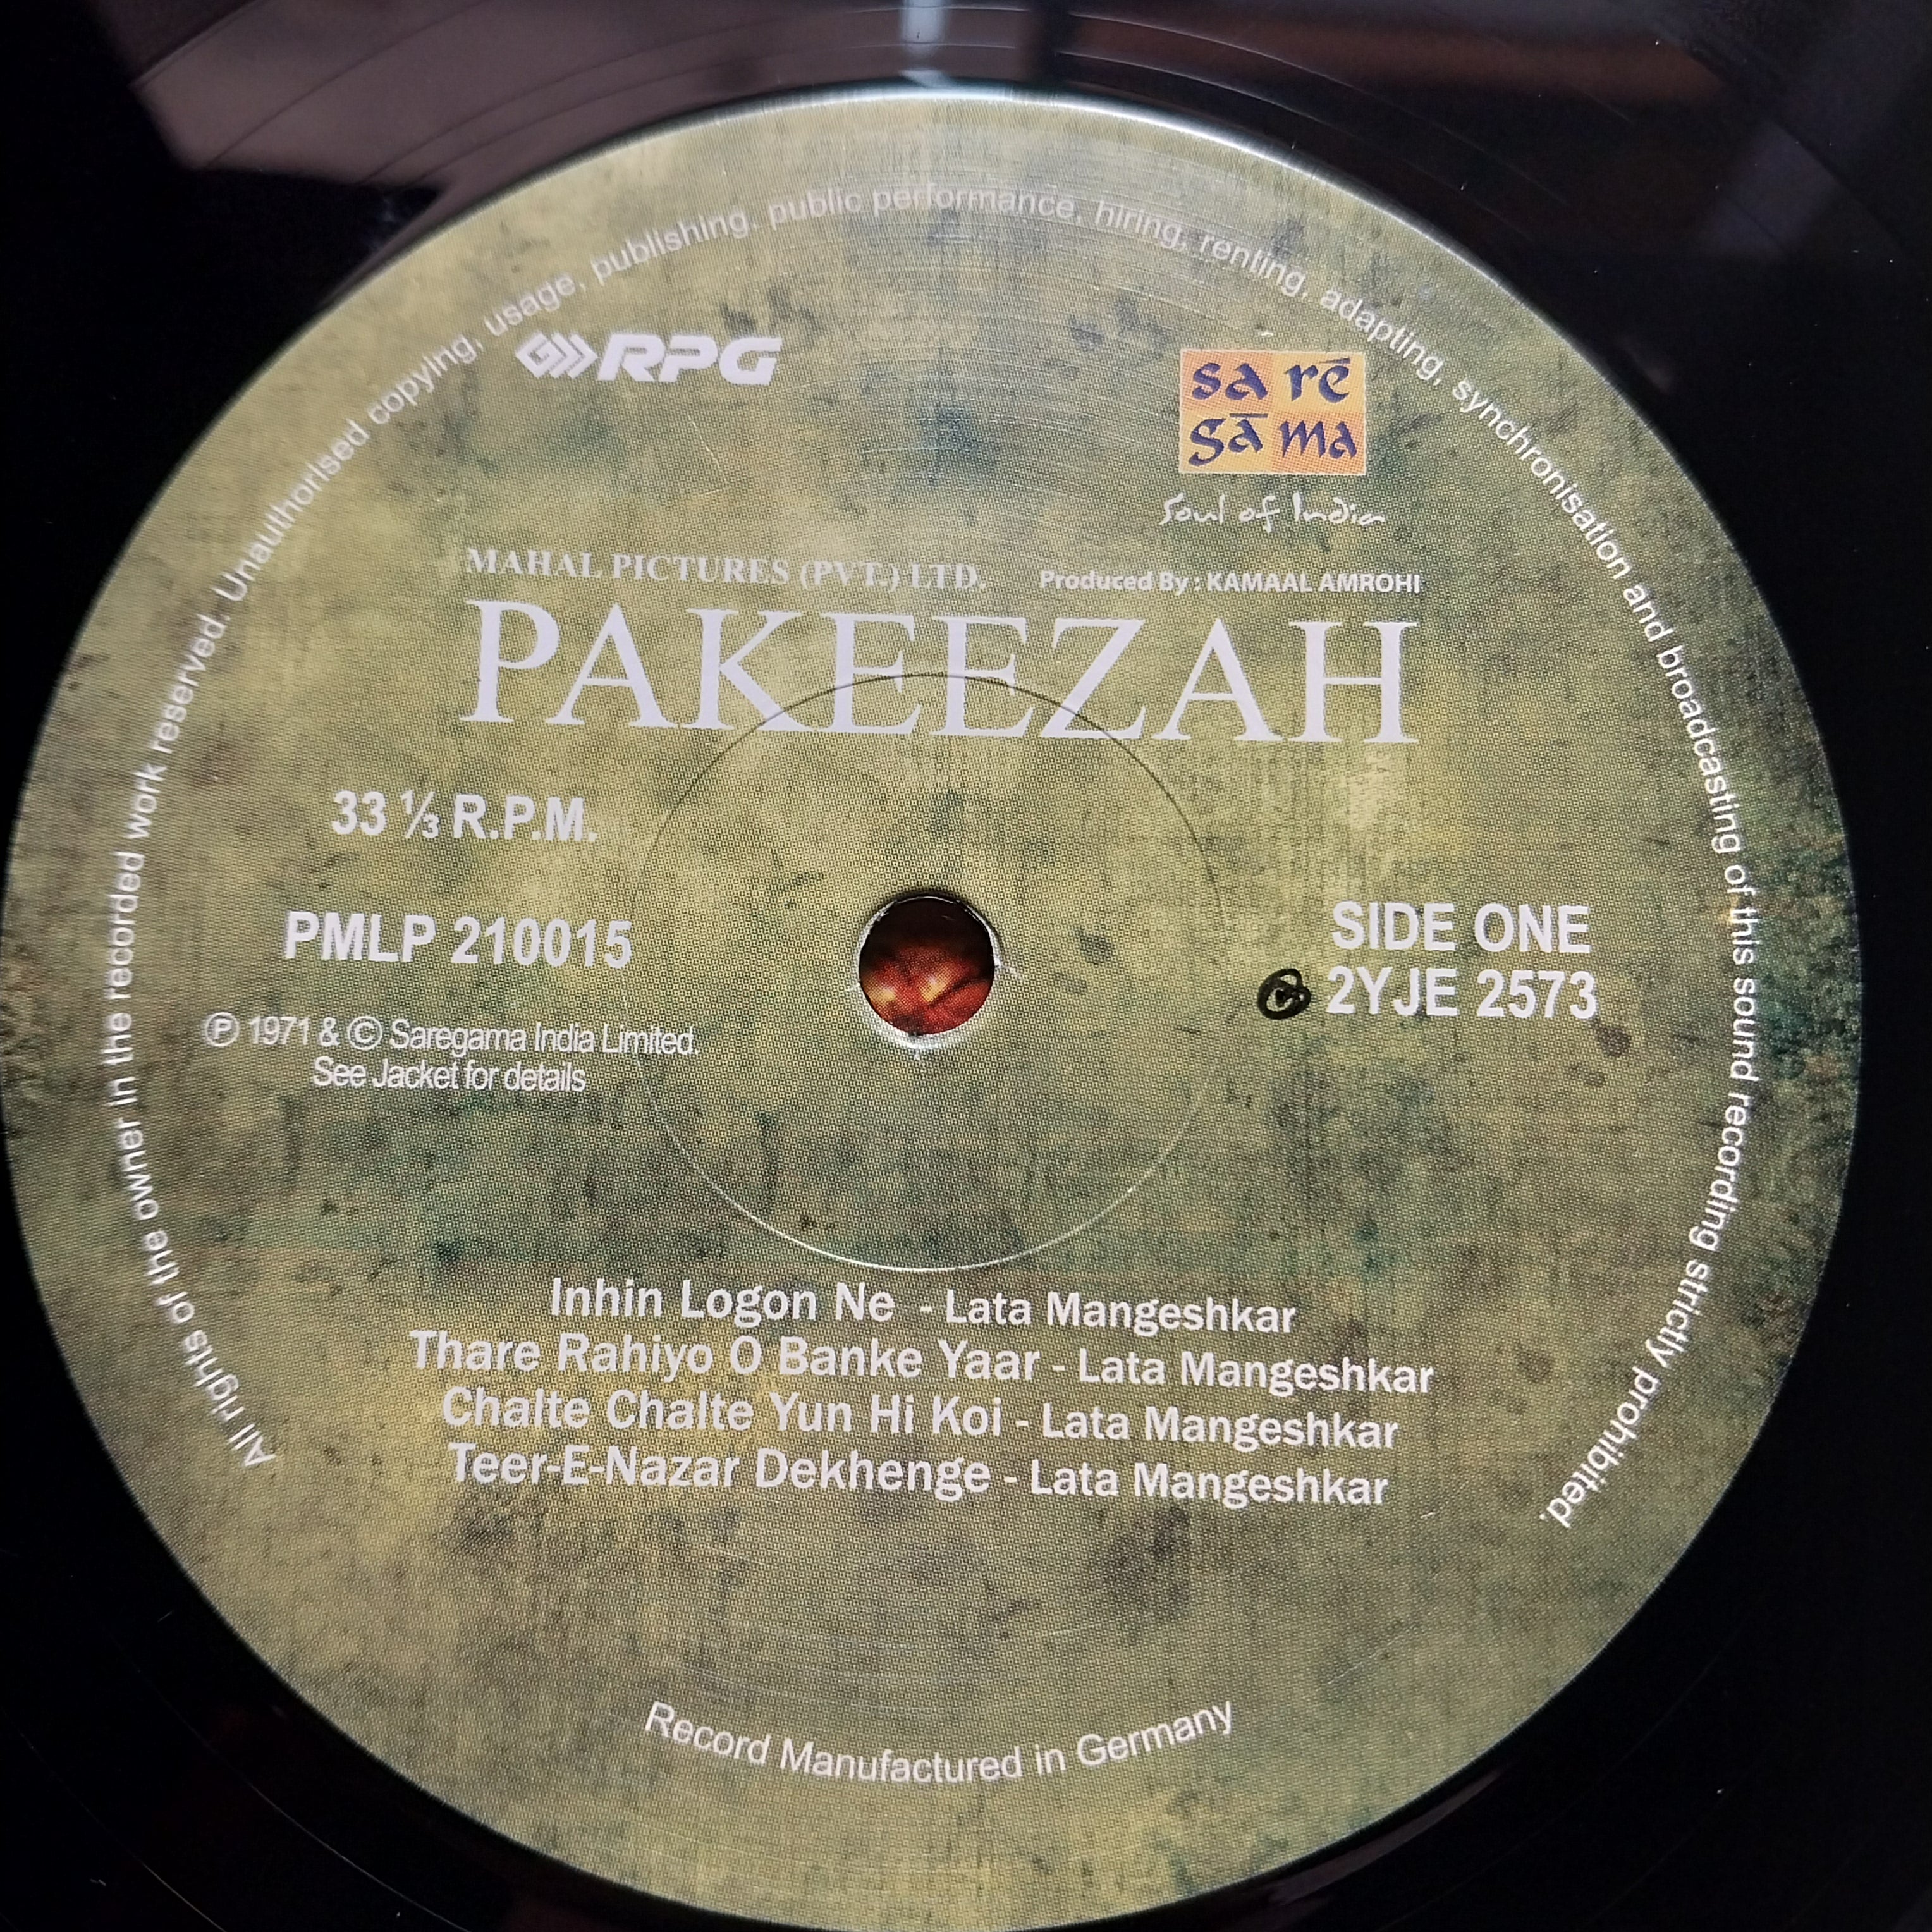 All rights of the owner in the recorded work reserved. Unauthorised copying, usage, publishing, public performance, hiring, renting, adapting, synchronisation and broadcasting of this sound recording strictly prohibited.
RPG
sa rē
gā ma
Soul of India
MAHAL PICTURES (PVT.) LTD. Produced By : KAMAAL AMROHI
PAKEEZAH
33 ⅓ R.P.M.
PMLP 210015
SIDE ONE
2YJE 2573
℗ 1971 & © Saregama India Limited.
See Jacket for details
Inhin Logon Ne - Lata Mangeshkar
Thare Rahiyo O Banke Yaar - Lata Mangeshkar
Chalte Chalte Yun Hi Koi - Lata Mangeshkar
Teer-E-Nazar Dekhenge - Lata Mangeshkar
Record Manufactured in Germany